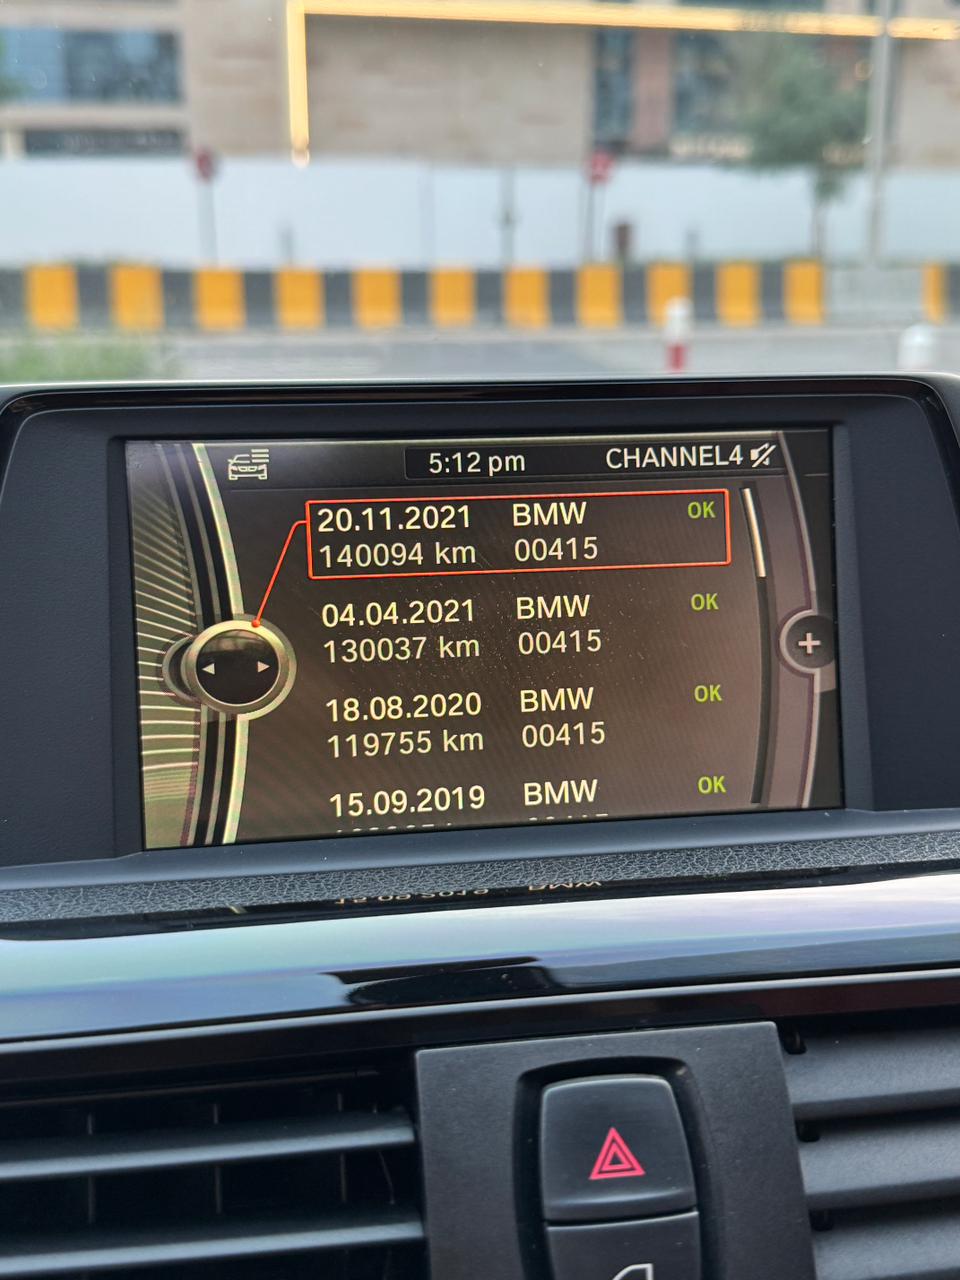 5:12 pm
CHANNEL4
20.11.2021 BMW OK
140094 km 00415
04.04.2021 BMW OK
130037 km 00415
18.08.2020 BMW OK
119755 km 00415
15.09.2019 BMW OK